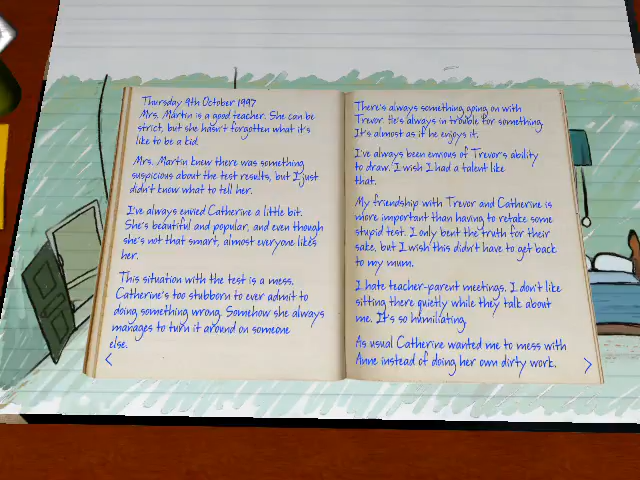 Thursday 9th October 1997
Mrs. Martin is a good teacher. She can be
strict, but she hasn't forgotten what it's
like to be a kid.
Mrs. Martin knew there was something
suspicious about the test results, but I just
didn't know what to tell her.
I've always envied Catherine a little bit.
She's beautiful and popular, and even though
she's not that smart, almost everyone likes
her.
This situation with the test is a mess.
Catherine's too stubborn to ever admit to
doing something wrong. Somehow she always
manages to turn it around on someone
else.
<
There's always something going on with
Trevor. He's always in trouble for something.
It's almost as if he enjoys it.
I've always been envious of Trevor's ability
to draw. I wish I had a talent like
that.
My friendship with Trevor and Catherine is
more important than having to retake some
stupid test. I only bent the truth for their
sake, but I wish this didn't have to get back
to my mum.
I hate teacher-parent meetings. I don't like
sitting there quietly while they talk about
me. It's so humiliating.
As usual Catherine wanted me to mess with
Anne instead of doing her own dirty work.
>